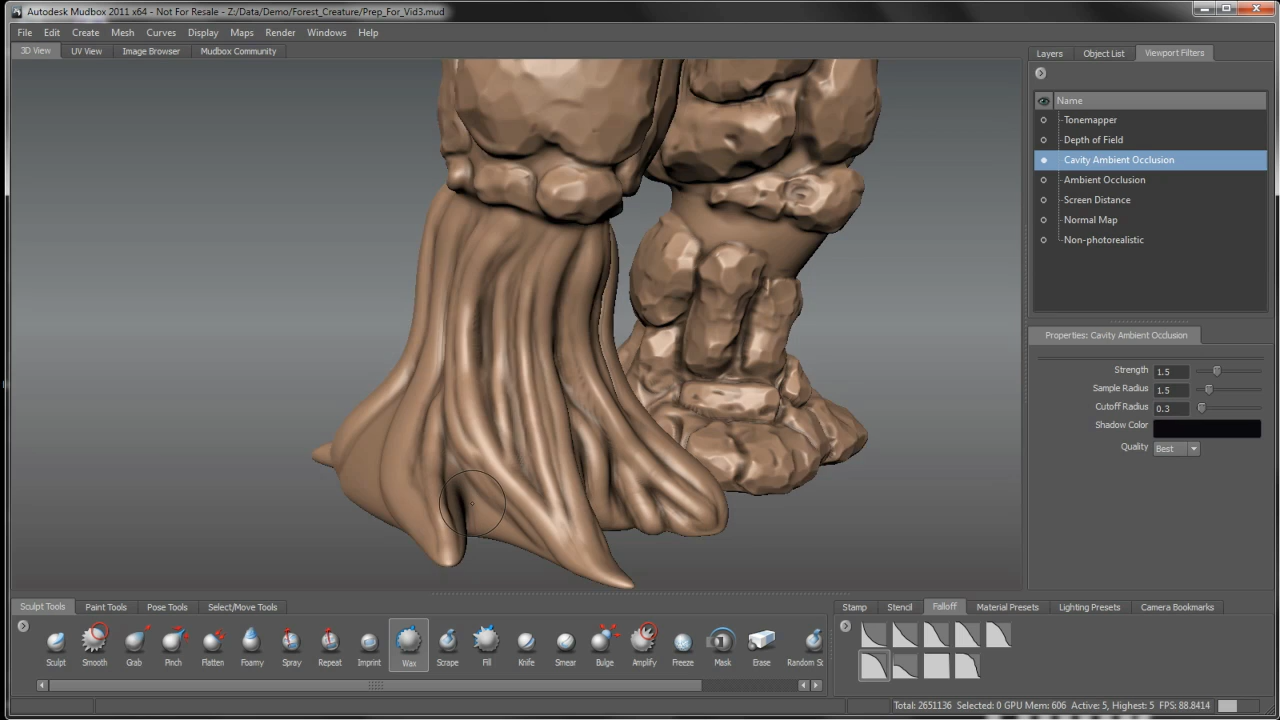 Autodesk Mudbox 2011 x64 - Not For Resale - Z:/Data/Demo/Forest_Creature/Prep_For_Vid3.mud
File Edit Create Mesh Curves Display Maps Render Windows Help
3D View UV View Image Browser Mudbox Community
Layers Object List Viewport Filters
Name
Tonemapper
Depth of Field
Cavity Ambient Occlusion
Ambient Occlusion
Screen Distance
Normal Map
Non-photorealistic
Properties: Cavity Ambient Occlusion
Strength 1.5
Sample Radius 1.5
Cutoff Radius 0.3
Shadow Color
Quality Best
Sculpt Tools Paint Tools Pose Tools Select/Move Tools
Sculpt Smooth Grab Pinch Flatten Foamy Spray Repeat Imprint Wax Scrape Fill Knife Smear Bulge Amplify Freeze Mask Erase Random Sc
Stamp Stencil Falloff Material Presets Lighting Presets Camera Bookmarks
Total: 2651136 Selected: 0 GPU Mem: 606 Active: 5, Highest: 5 FPS: 88.8414